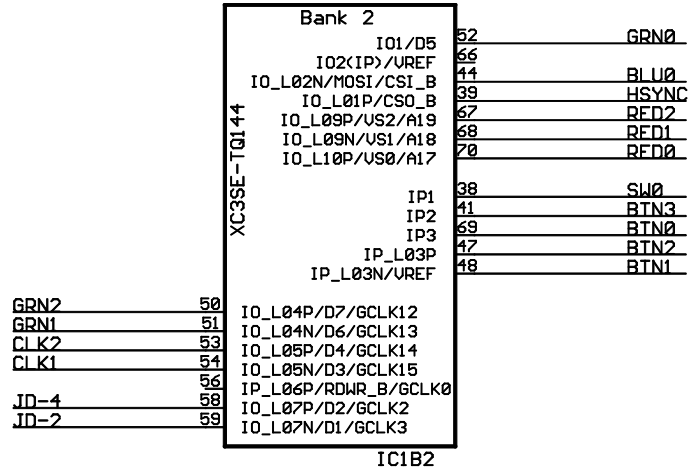 Bank 2
IO1/D5 52 GRN0
IO2(IP)/VREF 66
IO_L02N/MOSI/CSI_B 44 BLU0
IO_L01P/CSO_B 39 HSYNC
IO_L09P/VS2/A19 67 RED2
IO_L09N/VS1/A18 68 RED1
IO_L10P/VS0/A17 70 RED0
XC3SE-TQ144
IP1 38 SW0
IP2 41 BTN3
IP3 69 BTN0
IP_L03P 47 BTN2
IP_L03N/VREF 48 BTN1
GRN2 50 IO_L04P/D7/GCLK12
GRN1 51 IO_L04N/D6/GCLK13
CLK2 53 IO_L05P/D4/GCLK14
CLK1 54 IO_L05N/D3/GCLK15
56 IP_L06P/RDWR_B/GCLK0
JD-4 58 IO_L07P/D2/GCLK2
JD-2 59 IO_L07N/D1/GCLK3
IC1B2